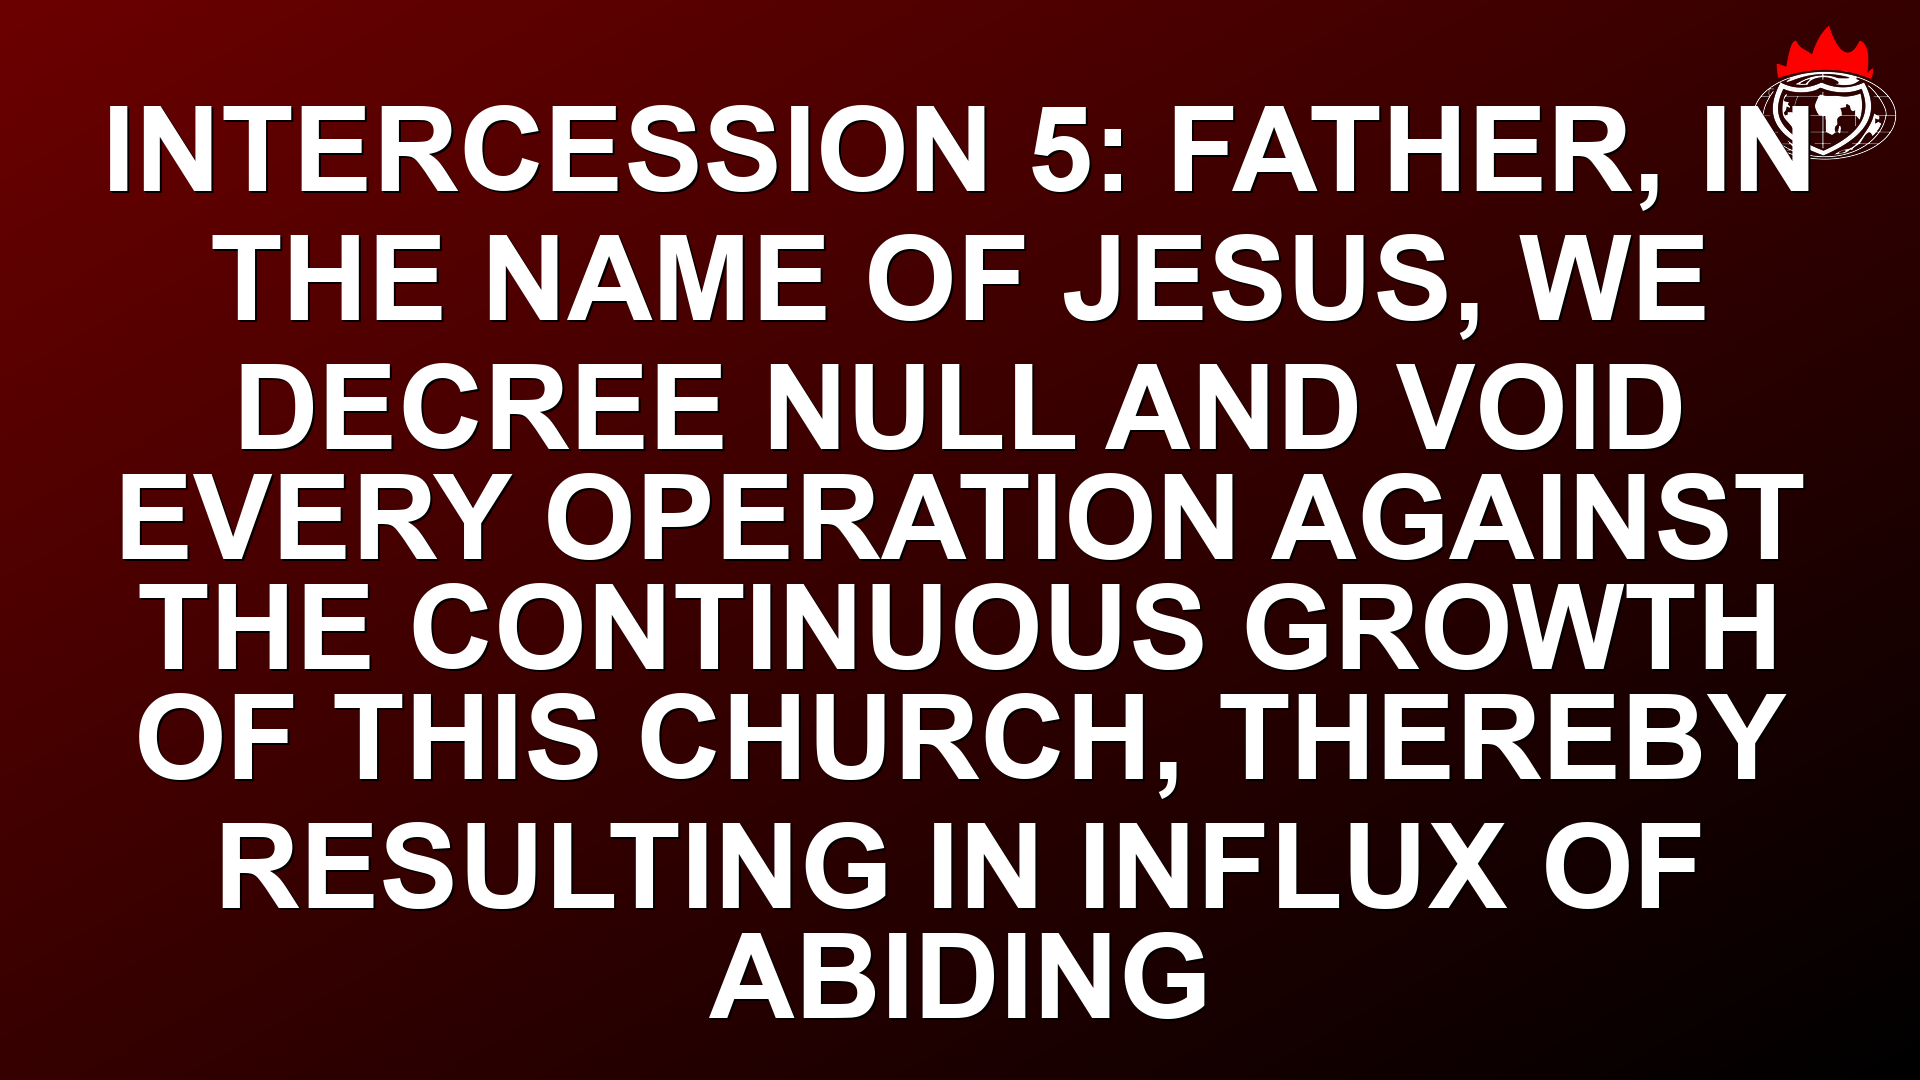 INTERCESSION 5: FATHER, IN
THE NAME OF JESUS, WE
DECREE NULL AND VOID
EVERY OPERATION AGAINST
THE CONTINUOUS GROWTH
OF THIS CHURCH, THEREBY
RESULTING IN INFLUX OF
ABIDING